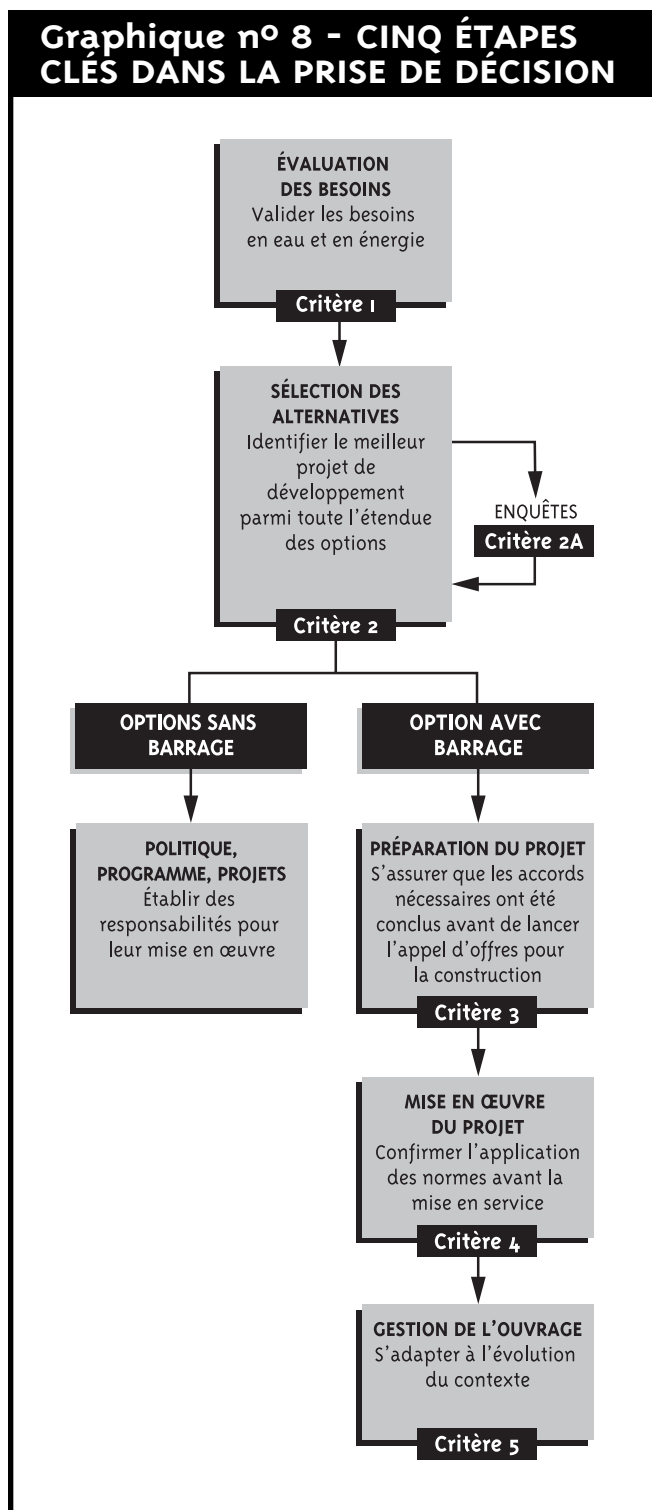 Graphique nº 8 - CINQ ÉTAPES
CLÉS DANS LA PRISE DE DÉCISION
ÉVALUATION
DES BESOINS
Valider les besoins
en eau et en énergie
Critère 1
SÉLECTION DES
ALTERNATIVES
Identifier le meilleur
projet de
développement
parmi toute l'étendue
des options
ENQUÊTES
Critère 2A
Critère 2
OPTIONS SANS
BARRAGE
POLITIQUE,
PROGRAMME, PROJETS
Établir des
responsabilités pour
leur mise en œuvre
OPTION AVEC
BARRAGE
PRÉPARATION DU PROJET
S'assurer que les accords
nécessaires ont été
conclus avant de lancer
l'appel d'offres pour
la construction
Critère 3
MISE EN ŒUVRE
DU PROJET
Confirmer l'application
des normes avant la
mise en service
Critère 4
GESTION DE L'OUVRAGE
S'adapter à l'évolution
du contexte
Critère 5